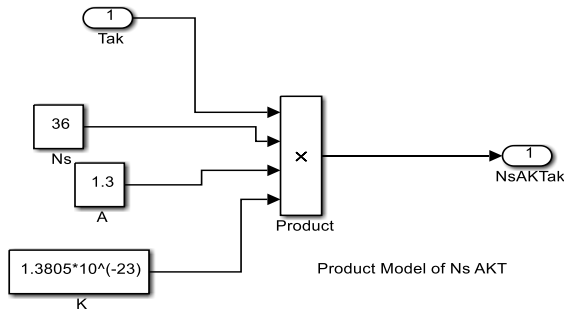 1
Tak
36
Ns
1.3
A
1.3805*10^(-23)
K
×
Product
1
NsAKTak
Product Model of Ns AKT